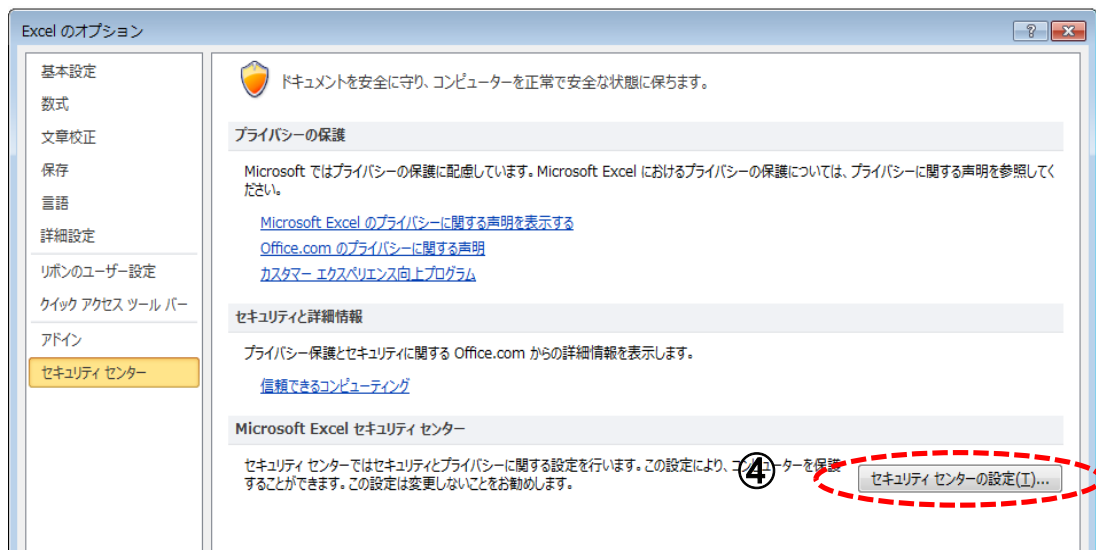 Excel のオプション
基本設定
数式
文章校正
保存
言語
詳細設定
リボンのユーザー設定
クイック アクセス ツール バー
アドイン
セキュリティ センター
ドキュメントを安全に守り、コンピューターを正常で安全な状態に保ちます。
プライバシーの保護
Microsoft ではプライバシーの保護に配慮しています。Microsoft Excel におけるプライバシーの保護については、プライバシーに関する声明を参照してく
ださい。
Microsoft Excel のプライバシーに関する声明を表示する
Office.com のプライバシーに関する声明
カスタマー エクスペリエンス向上プログラム
セキュリティと詳細情報
プライバシー保護とセキュリティに関する Office.com からの詳細情報を表示します。
信頼できるコンピューティング
Microsoft Excel セキュリティ センター
セキュリティ センターではセキュリティとプライバシーに関する設定を行います。この設定により、コンピューターを保護
することができます。この設定は変更しないことをお勧めします。
④
セキュリティ センターの設定(T)...